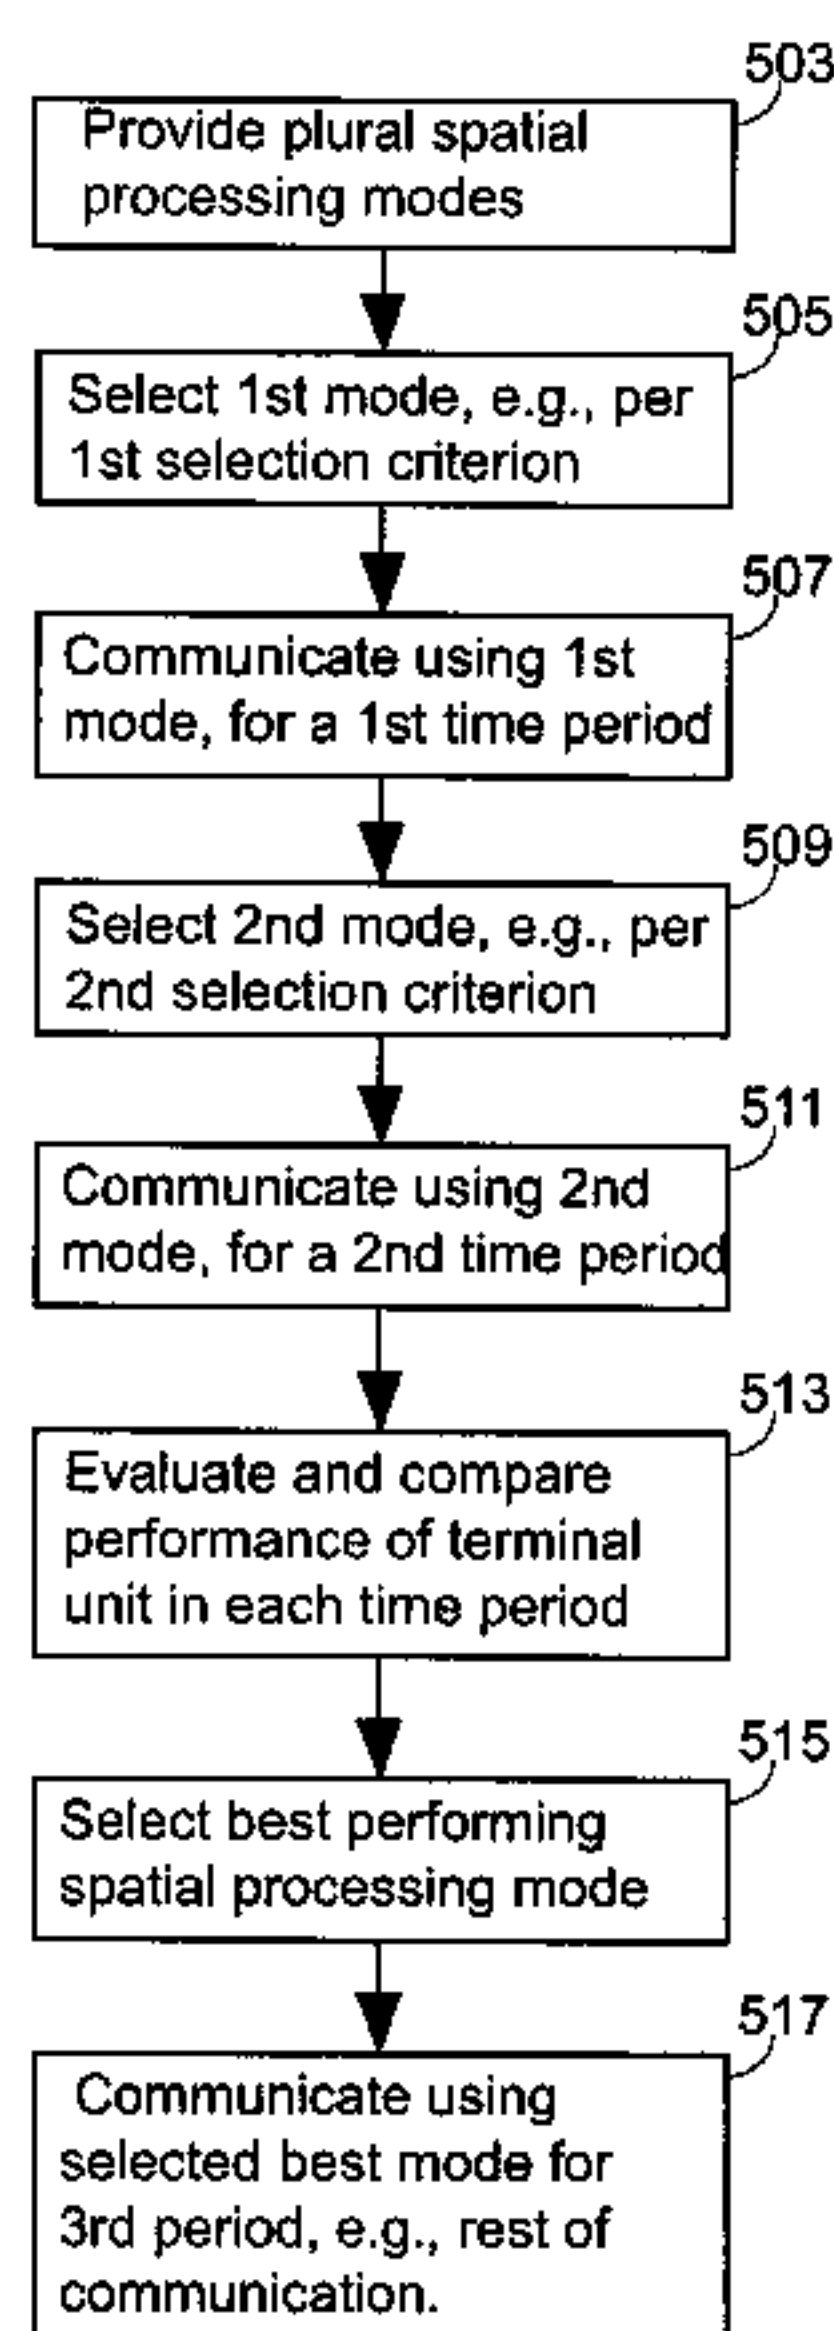 503
Provide plural spatial
processing modes
505
Select 1st mode, e.g., per
1st selection criterion
507
Communicate using 1st
mode, for a 1st time period
509
Select 2nd mode, e.g., per
2nd selection criterion
511
Communicate using 2nd
mode, for a 2nd time period
513
Evaluate and compare
performance of terminal
unit in each time period
515
Select best performing
spatial processing mode
517
Communicate using
selected best mode for
3rd period, e.g., rest of
communication.